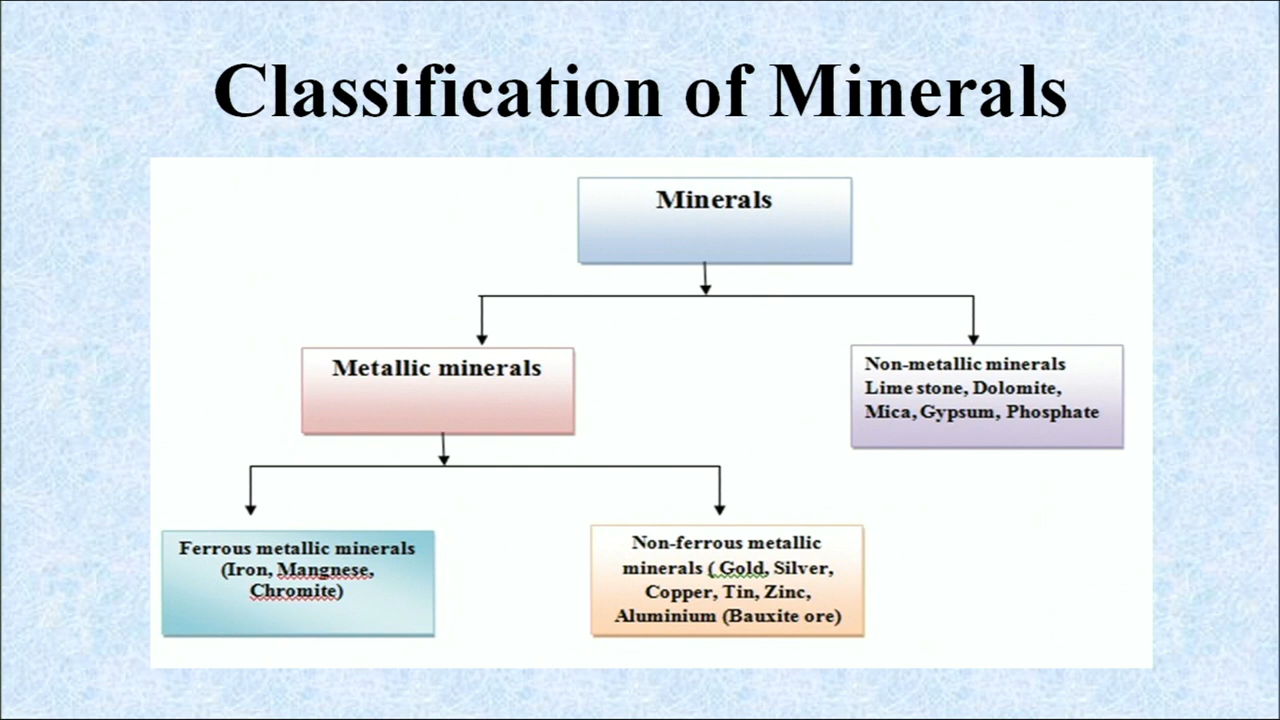 Classification of Minerals
Minerals
Metallic minerals
Non-metallic minerals
Lime stone, Dolomite,
Mica, Gypsum, Phosphate
Ferrous metallic minerals
(Iron, Mangnese,
Chromite)
Non-ferrous metallic
minerals ( Gold, Silver,
Copper, Tin, Zinc,
Aluminium (Bauxite ore)